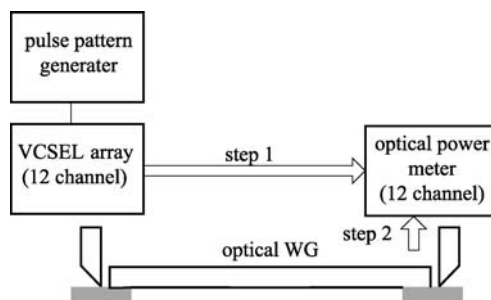 pulse pattern
generater
VCSEL array
(12 channel)
step 1
optical power
meter
(12 channel)
step 2
optical WG